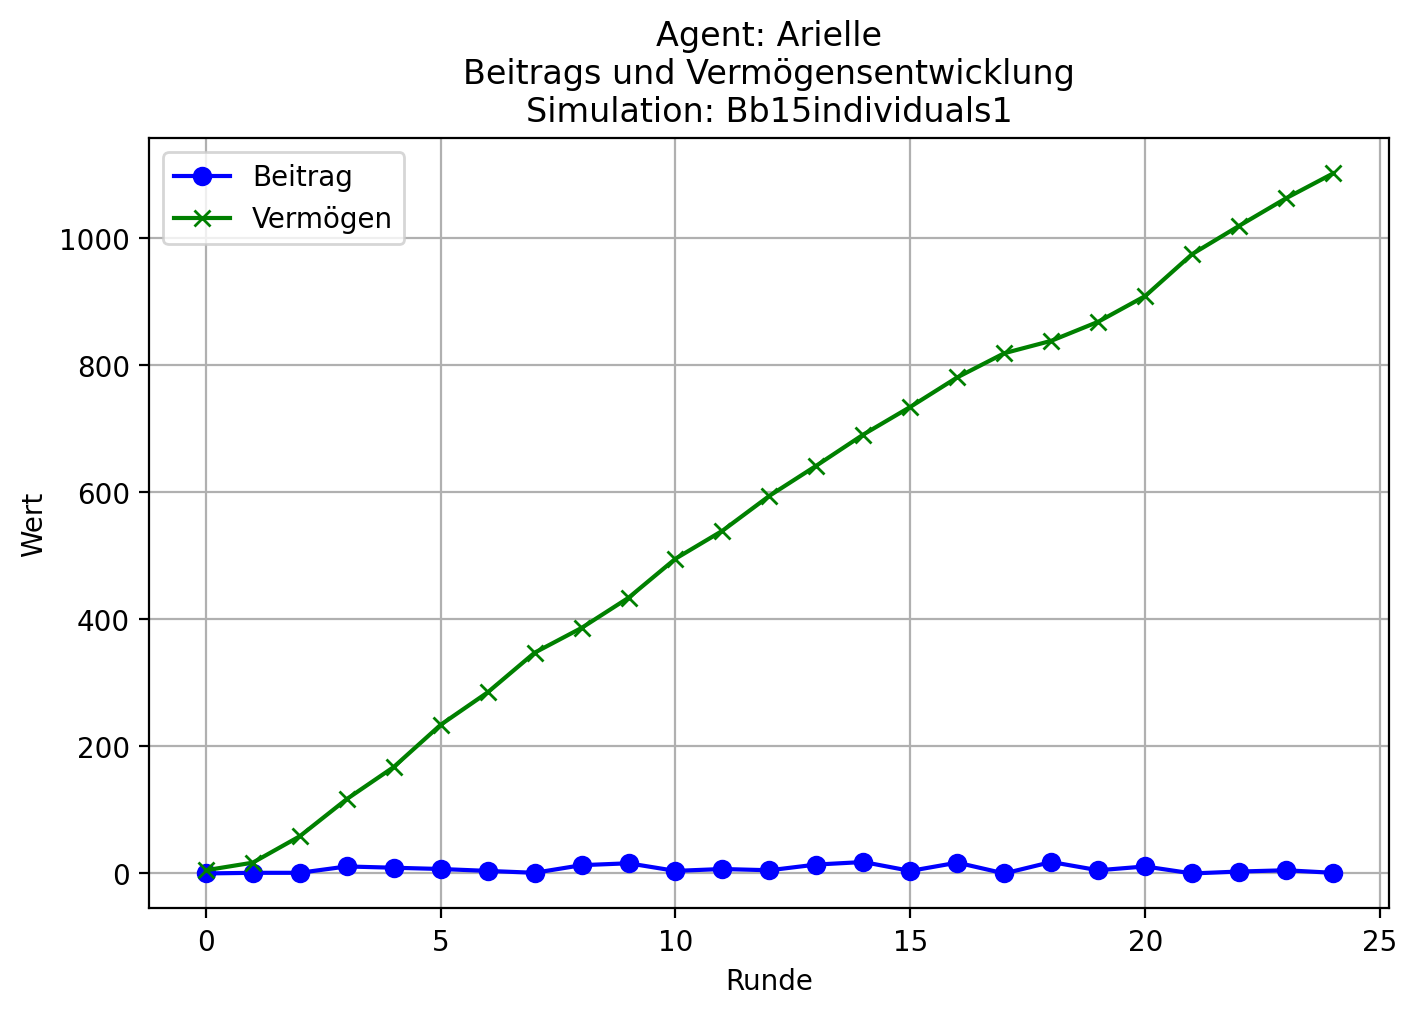 Agent: Arielle
Beitrags und Vermögensentwicklung
Simulation: Bb15individuals1
Beitrag
Vermögen
1000
800
600
400
200
0
Wert
0 5 10 15 20 25
Runde